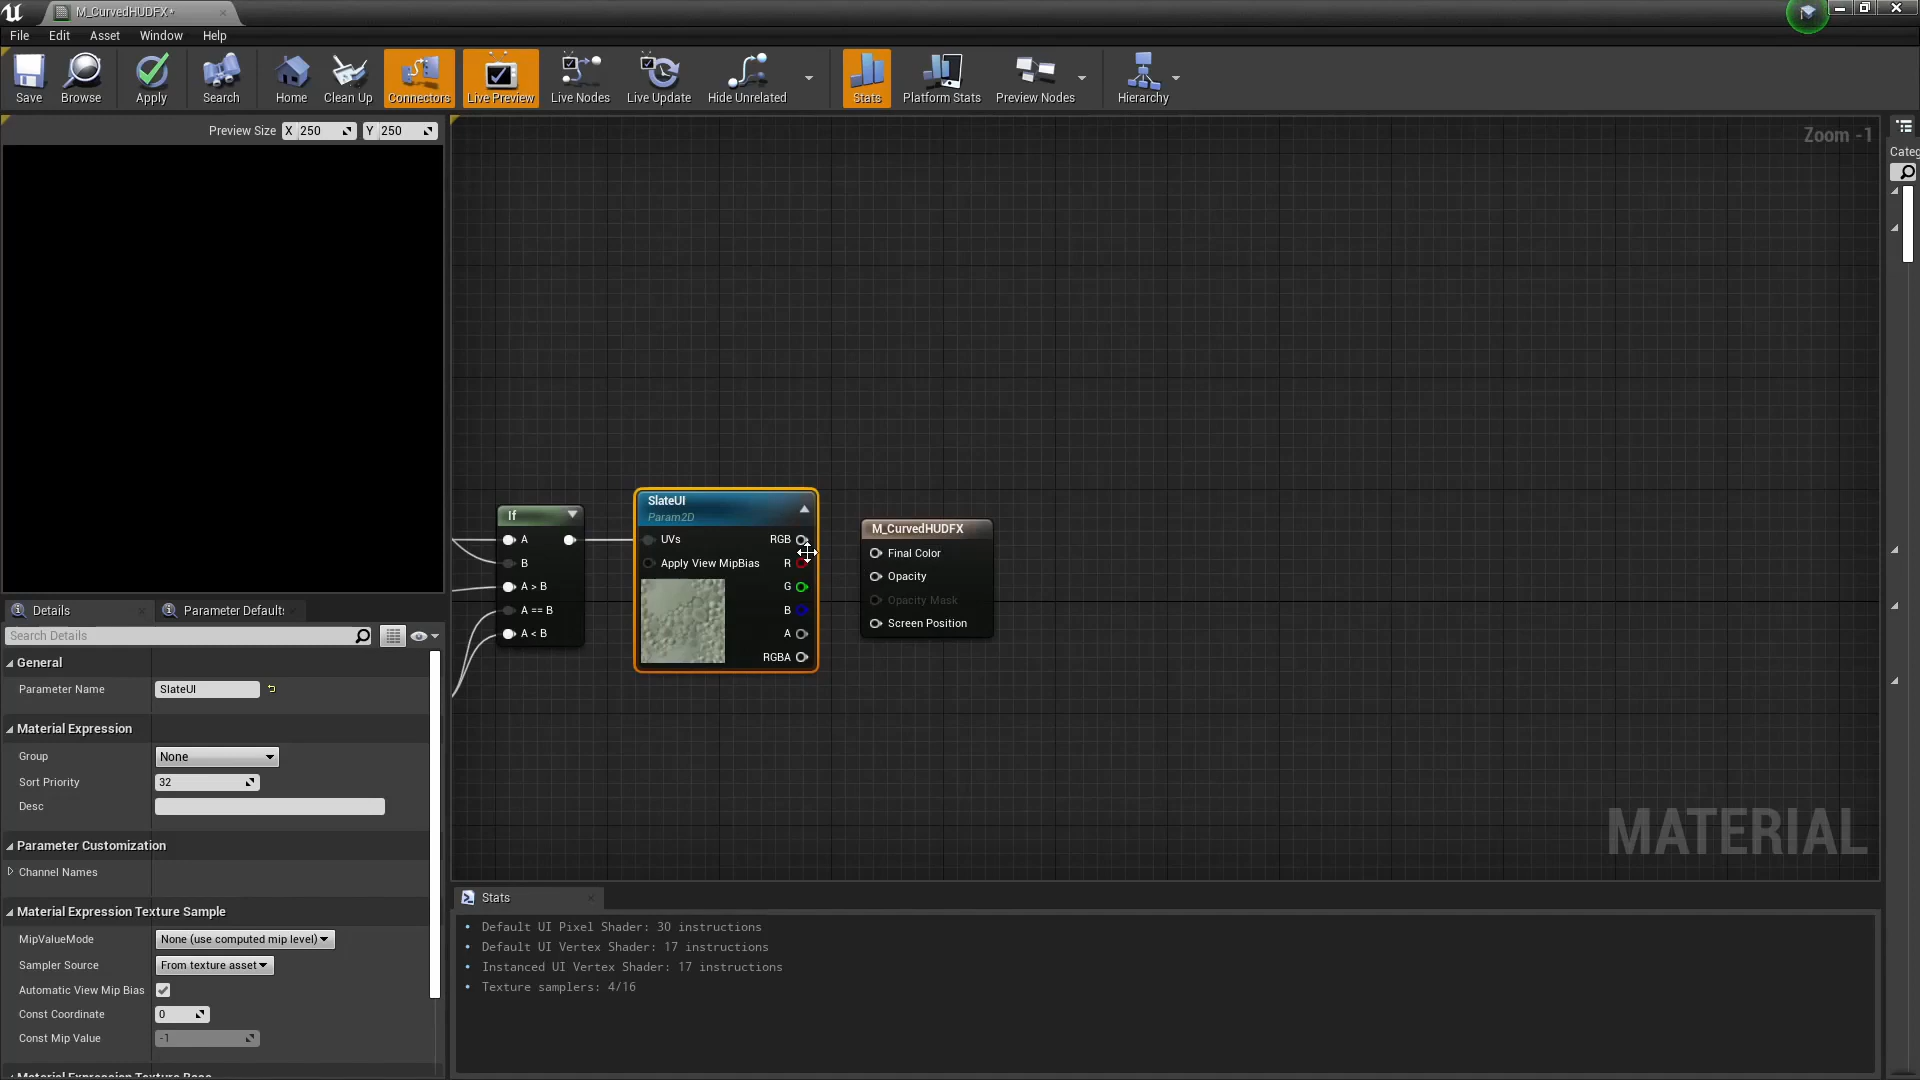 M_CurvedHUDFX*
File Edit Asset Window Help
Save Browse Apply Search Home Clean Up Connectors Live Preview Live Nodes Live Update Hide Unrelated Stats Platform Stats Preview Nodes Hierarchy
Preview Size X 250 Y 250
Zoom -1
Categ
If
A
B
A > B
A == B
A < B
SlateUI
Param2D
UVs RGB
Apply View MipBias R
G
B
A
RGBA
M_CurvedHUDFX
Final Color
Opacity
Opacity Mask
Screen Position
MATERIAL
Details Parameter Defaults
Search Details
General
Parameter Name SlateUI
Material Expression
Group None
Sort Priority 32
Desc
Parameter Customization
Channel Names
Material Expression Texture Sample
MipValueMode None (use computed mip level)
Sampler Source From texture asset
Automatic View Mip Bias
Const Coordinate 0
Const Mip Value -1
Material Expression Texture Base
Stats
• Default UI Pixel Shader: 30 instructions
• Default UI Vertex Shader: 17 instructions
• Instanced UI Vertex Shader: 17 instructions
• Texture samplers: 4/16